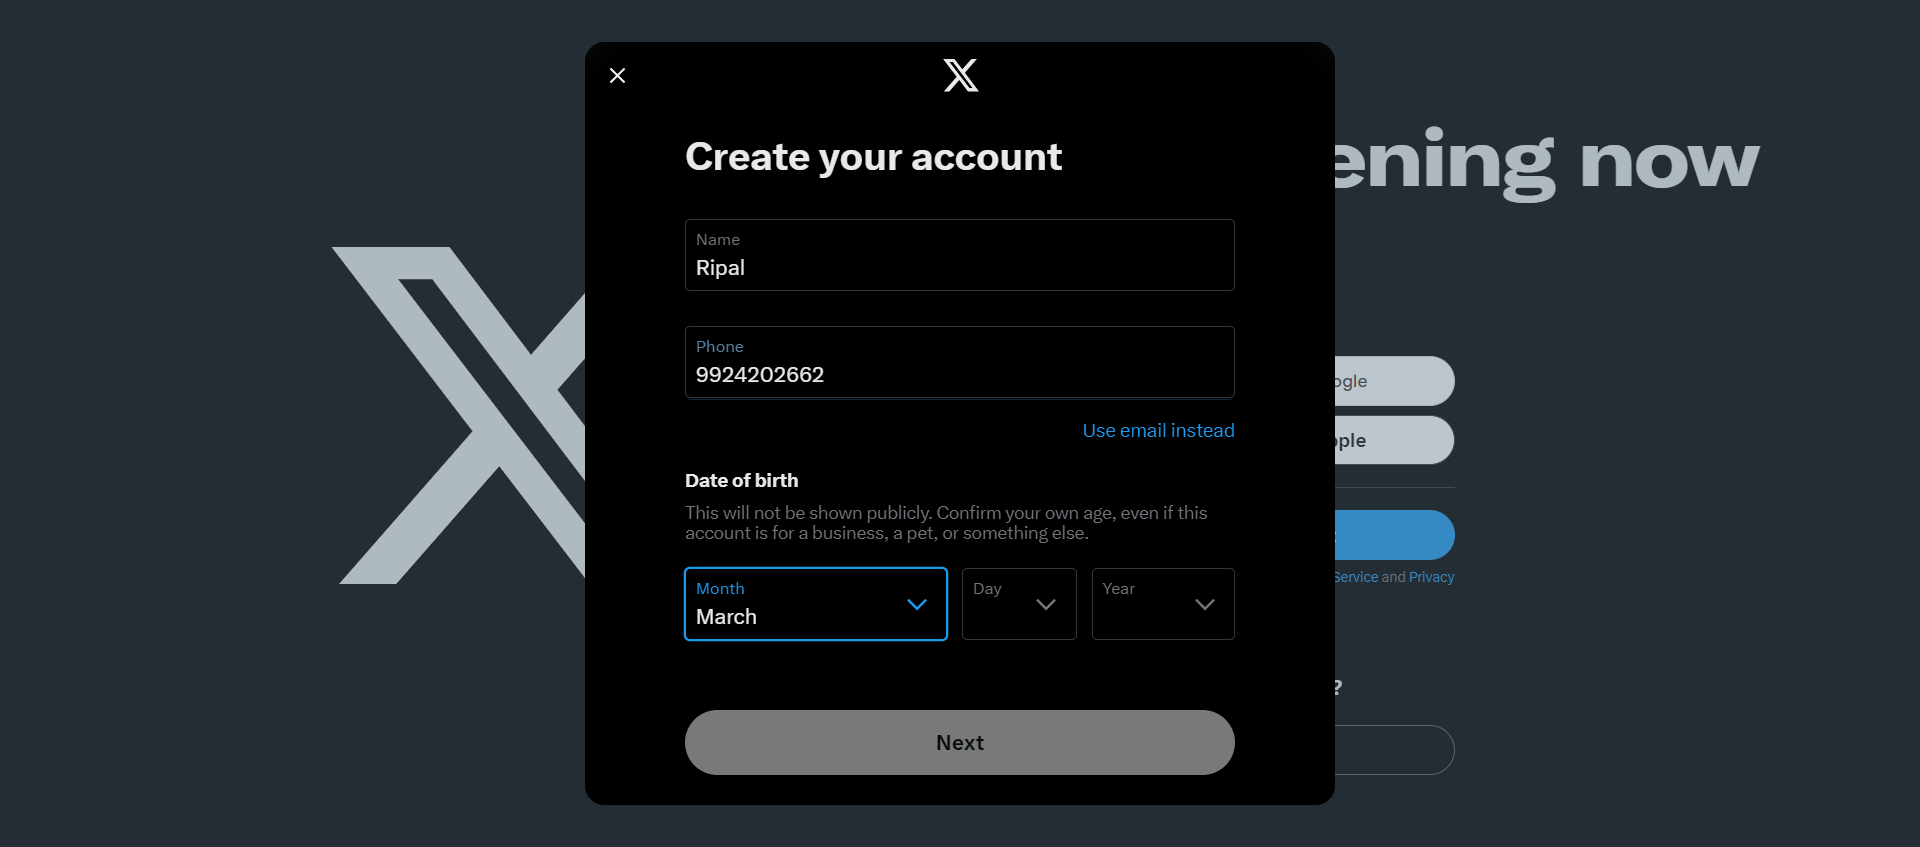 Create your account
Name
Ripal
Phone
9924202662
Use email instead
Date of birth
This will not be shown publicly. Confirm your own age, even if this
account is for a business, a pet, or something else.
Month
March
Day
Year
Next
ening now
ogle
ple
Service and Privacy
?